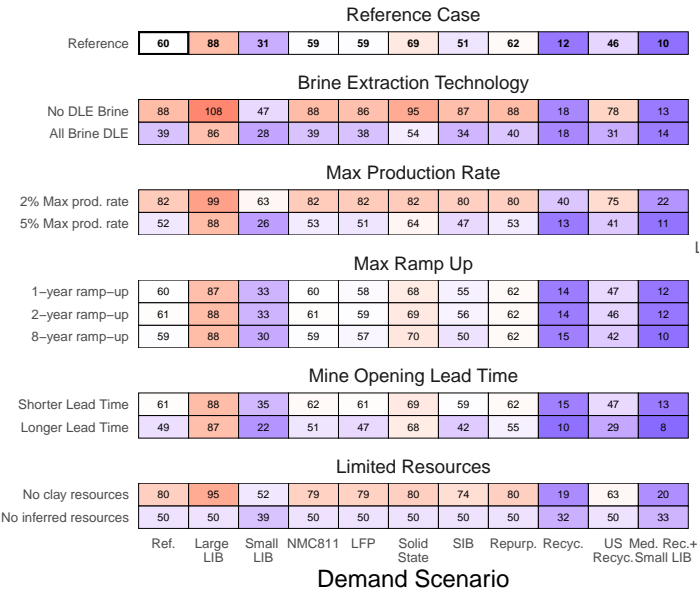 Reference Case
Reference 60 88 31 59 59 69 51 62 12 46 10
Brine Extraction Technology
No DLE Brine 88 108 47 88 86 95 87 88 18 78 13
All Brine DLE 39 86 28 39 38 54 34 40 18 31 14
Max Production Rate
2% Max prod. rate 82 99 63 82 82 82 80 80 40 75 22
5% Max prod. rate 52 88 26 53 51 64 47 53 13 41 11
L
Max Ramp Up
1−year ramp−up 60 87 33 60 58 68 55 62 14 47 12
2−year ramp−up 61 88 33 61 59 69 56 62 14 46 12
8−year ramp−up 59 88 30 59 57 70 50 62 15 42 10
Mine Opening Lead Time
Shorter Lead Time 61 88 35 62 61 69 59 62 15 47 13
Longer Lead Time 49 87 22 51 47 68 42 55 10 29 8
Limited Resources
No clay resources 80 95 52 79 79 80 74 80 19 63 20
No inferred resources 50 50 39 50 50 50 50 50 32 50 33
Ref. Large Small NMC811 LFP Solid SIB Repurp. Recyc. US Med. Rec.+
LIB LIB State Recyc. Small LIB
Demand Scenario